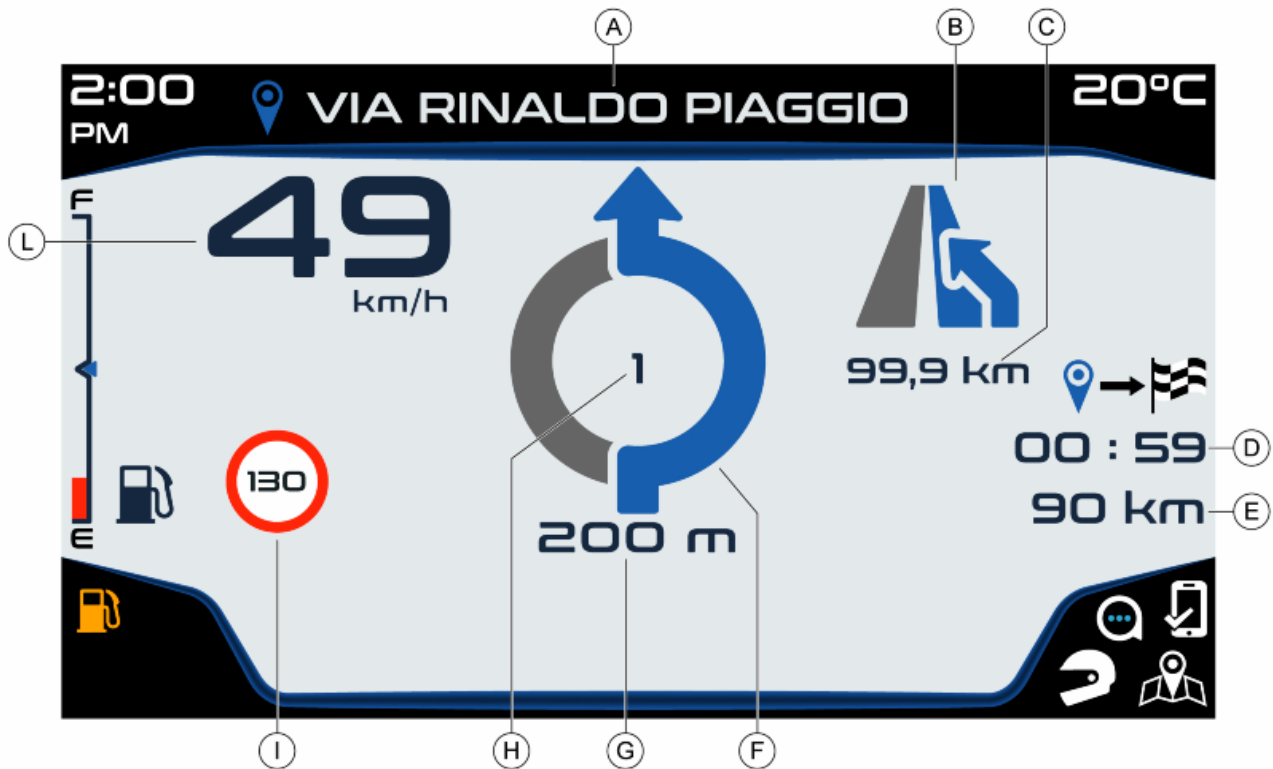 A
B
C
2:00
PM
VIA RINALDO PIAGGIO
20°C
F
L
49
km/h
1
99,9 km
00 : 59
D
130
90 km
E
E
200 m
I
H
G
F